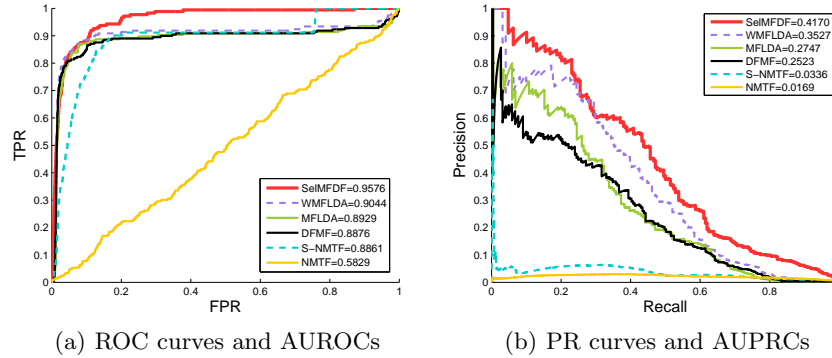 1
0.9
0.8
0.7
0.6
0.5
0.4
0.3
0.2
0.1
0
TPR
SelMFDF=0.9576
WMFLDA=0.9044
MFLDA=0.8929
DFMF=0.8876
S-NMTF=0.8861
NMTF=0.5829
0 0.2 0.4 0.6 0.8 1
FPR
(a) ROC curves and AUROCs
1
0.9
0.8
0.7
0.6
0.5
0.4
0.3
0.2
0.1
0
Precision
SelMFDF=0.4170
WMFLDA=0.3527
MFLDA=0.2747
DFMF=0.2523
S-NMTF=0.0336
NMTF=0.0169
0 0.2 0.4 0.6 0.8
Recall
(b) PR curves and AUPRCs